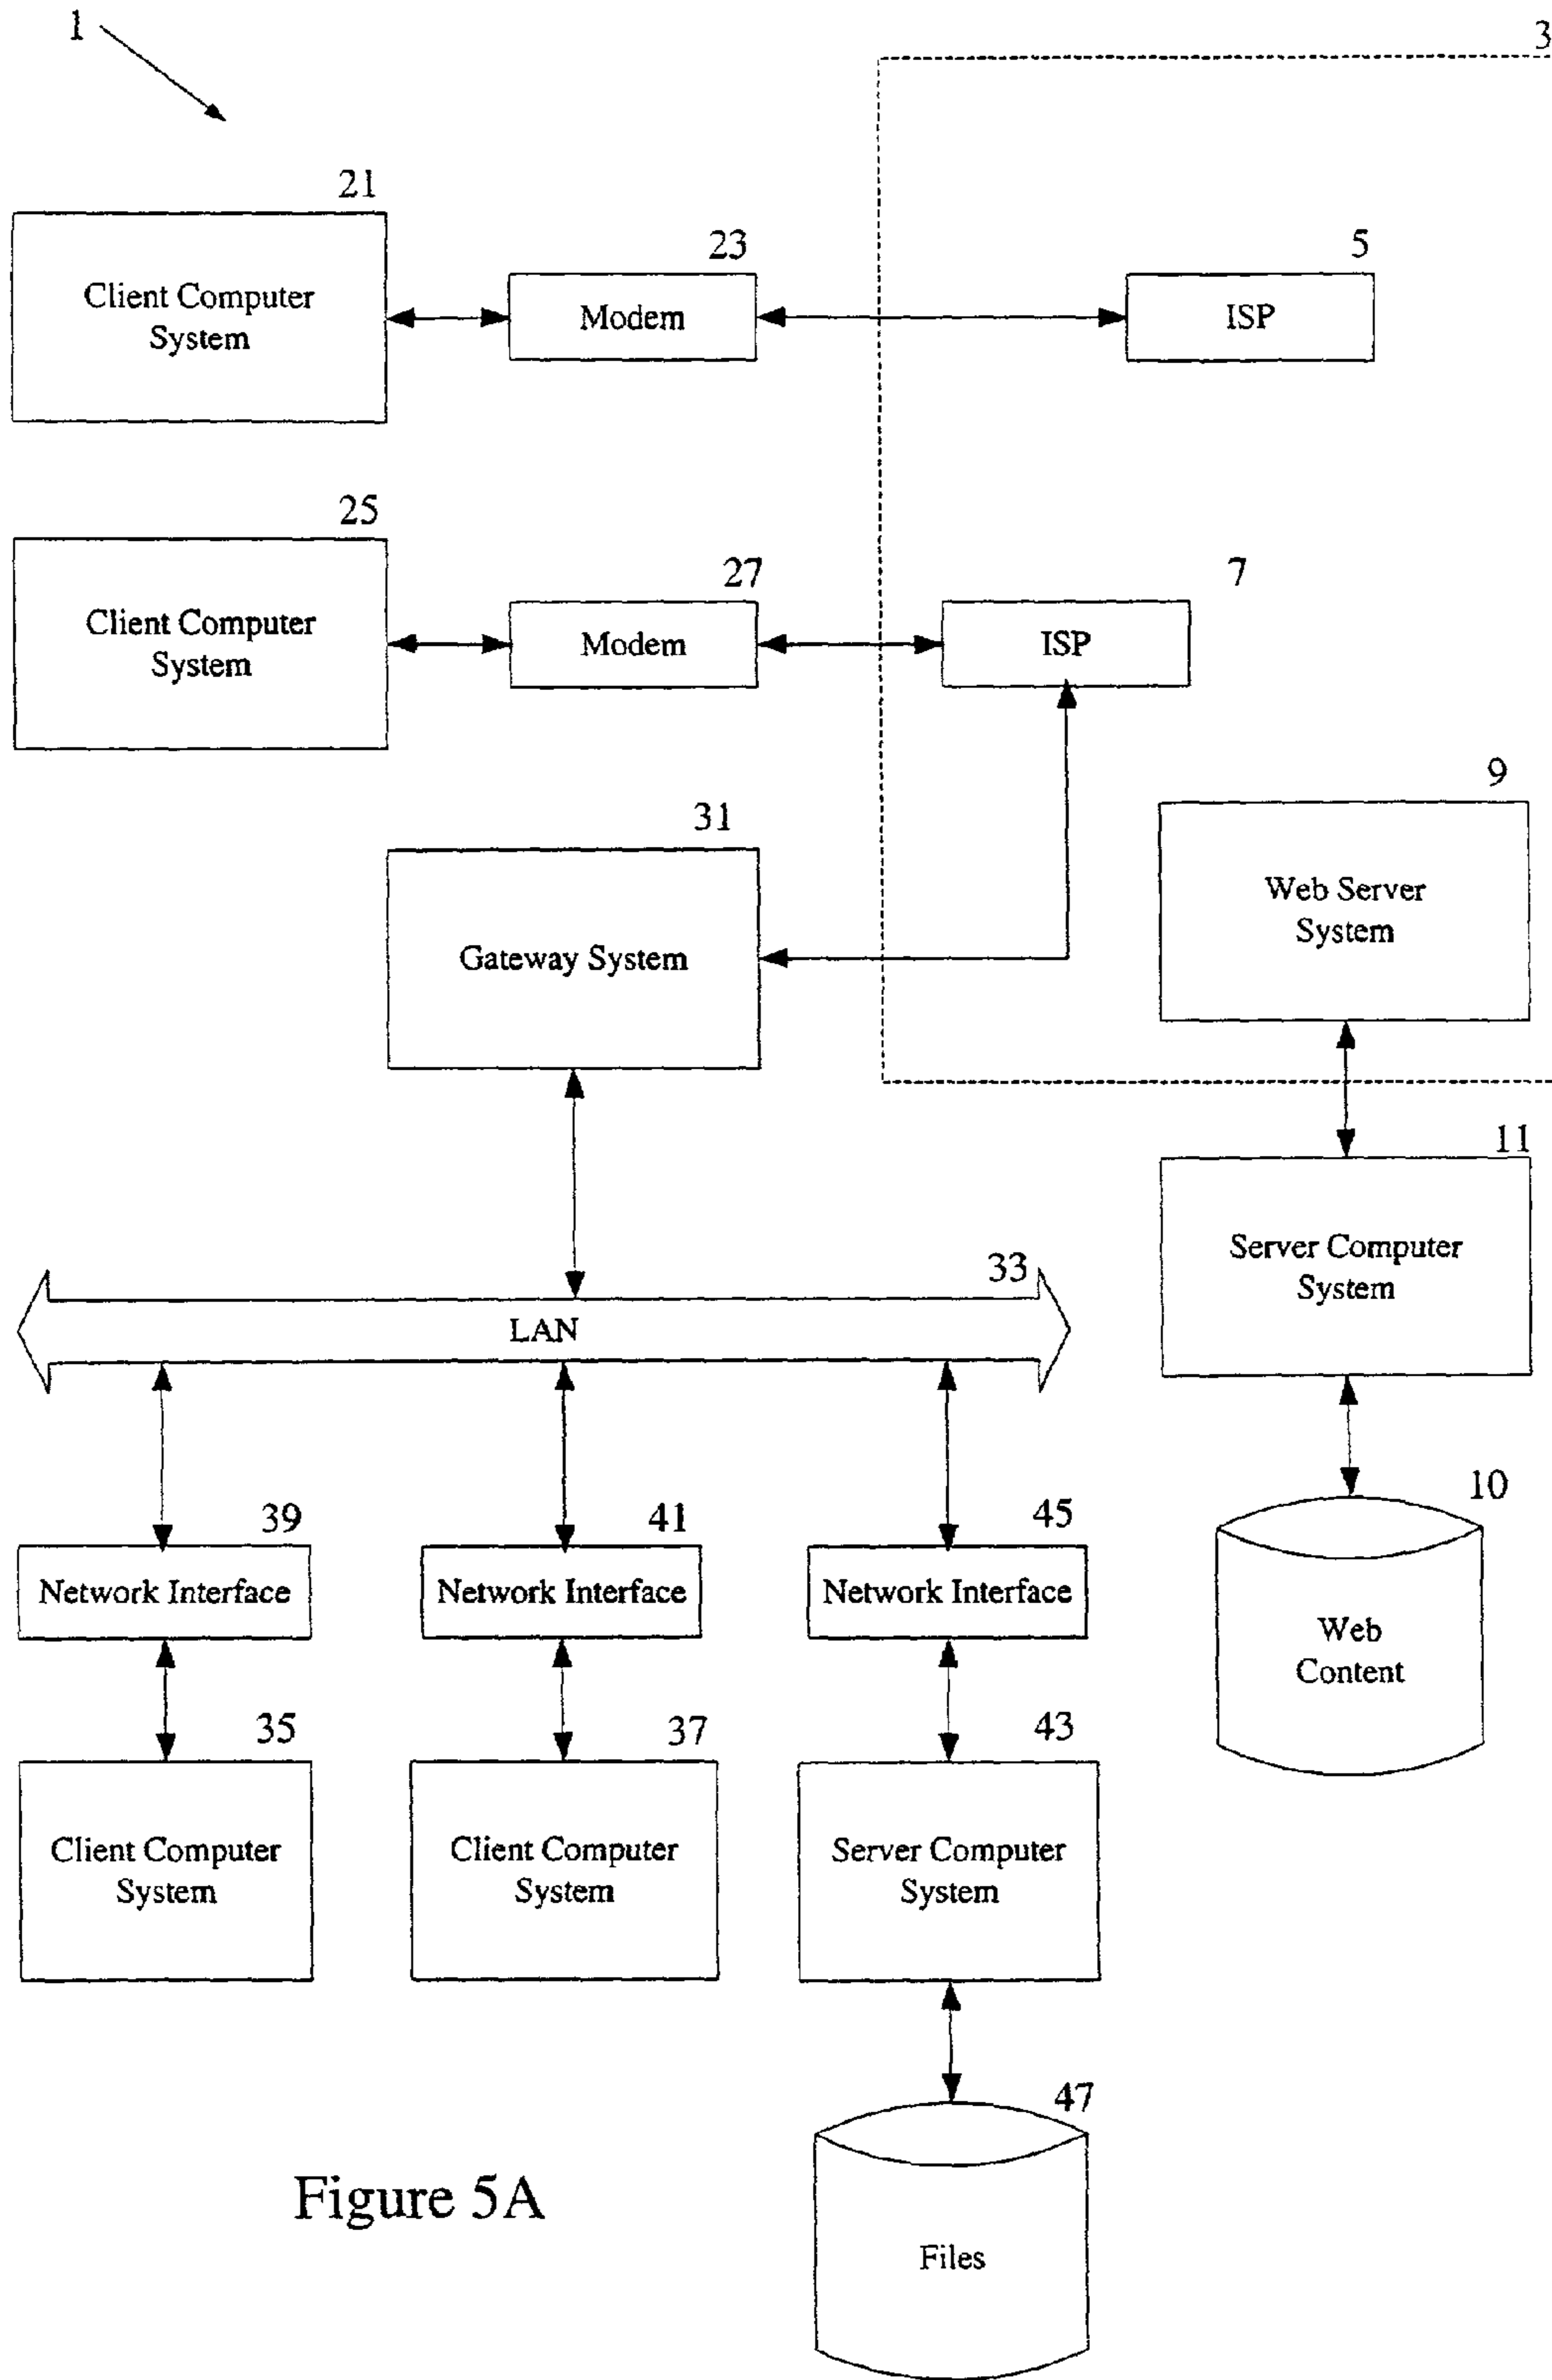 1
3
21
Client Computer
System
23
Modem
5
ISP
25
Client Computer
System
27
Modem
7
ISP
31
Gateway System
9
Web Server
System
11
Server Computer
System
33
LAN
10
Web
Content
39
Network Interface
41
Network Interface
45
Network Interface
35
Client Computer
System
37
Client Computer
System
43
Server Computer
System
47
Files
Figure 5A